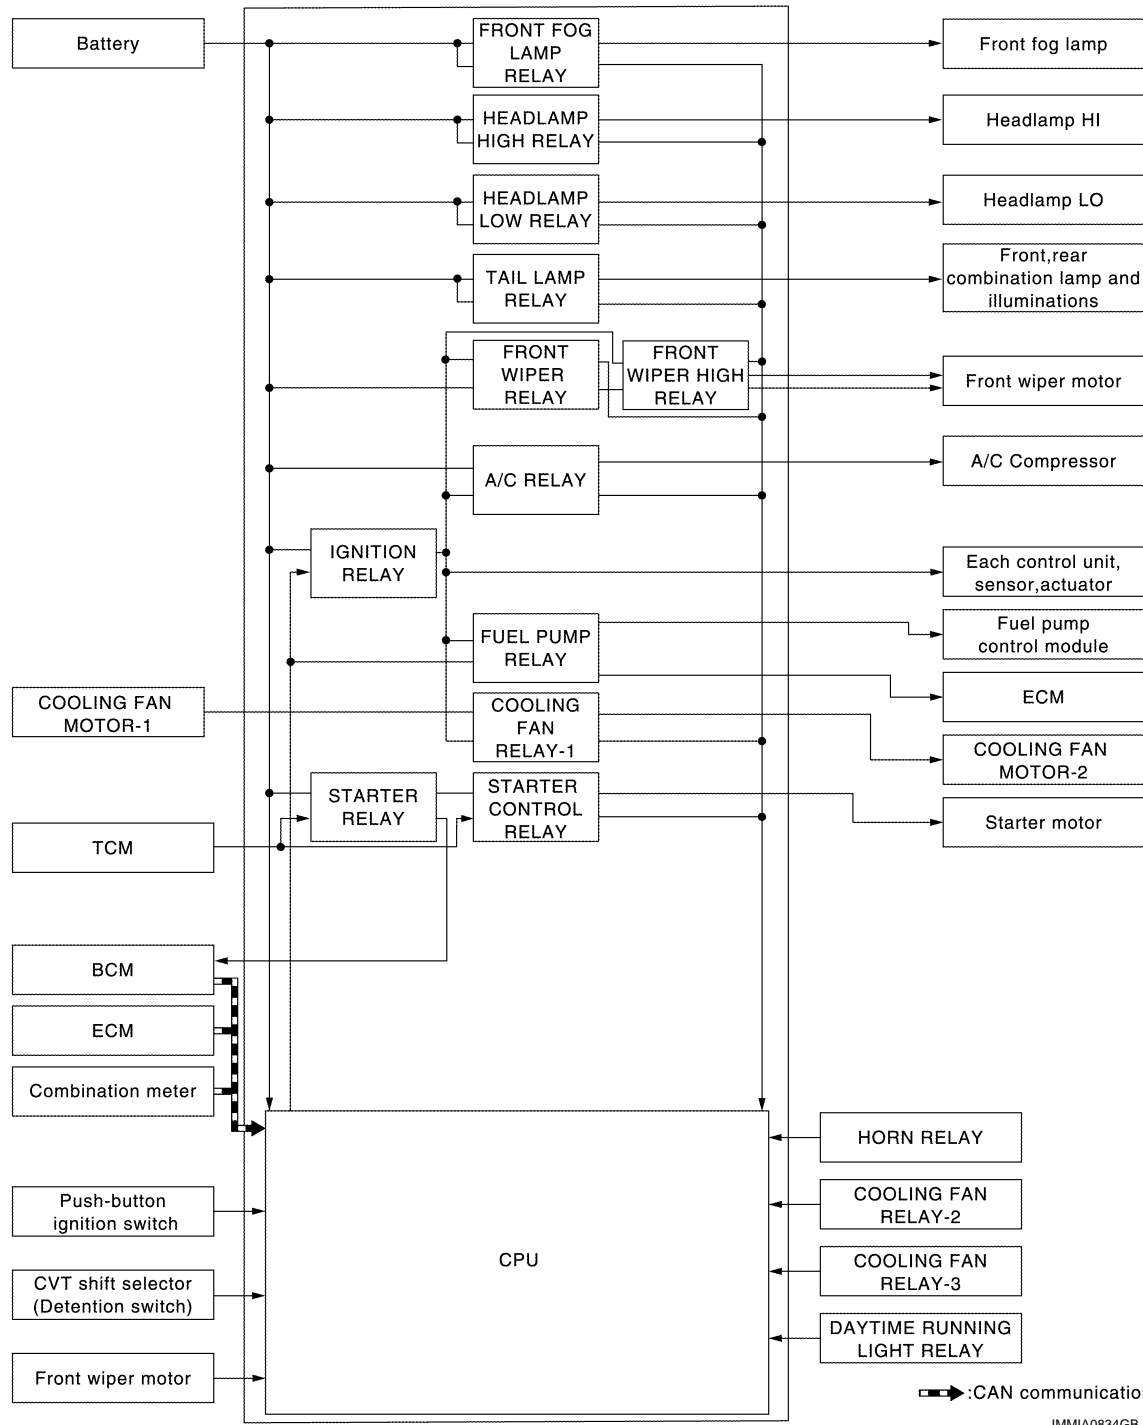 Battery
FRONT FOG
LAMP
RELAY
Front fog lamp
HEADLAMP
HIGH RELAY
Headlamp HI
HEADLAMP
LOW RELAY
Headlamp LO
TAIL LAMP
RELAY
Front,rear
combination lamp and
illuminations
FRONT
WIPER
RELAY
FRONT
WIPER HIGH
RELAY
Front wiper motor
A/C RELAY
A/C Compressor
IGNITION
RELAY
Each control unit,
sensor,actuator
FUEL PUMP
RELAY
Fuel pump
control module
ECM
COOLING FAN
MOTOR-1
COOLING
FAN
RELAY-1
COOLING FAN
MOTOR-2
STARTER
RELAY
STARTER
CONTROL
RELAY
Starter motor
TCM
BCM
ECM
Combination meter
HORN RELAY
Push-button
ignition switch
COOLING FAN
RELAY-2
CPU
CVT shift selector
(Detention switch)
COOLING FAN
RELAY-3
DAYTIME RUNNING
LIGHT RELAY
Front wiper motor
:CAN communicatio
JMMIA0834GB